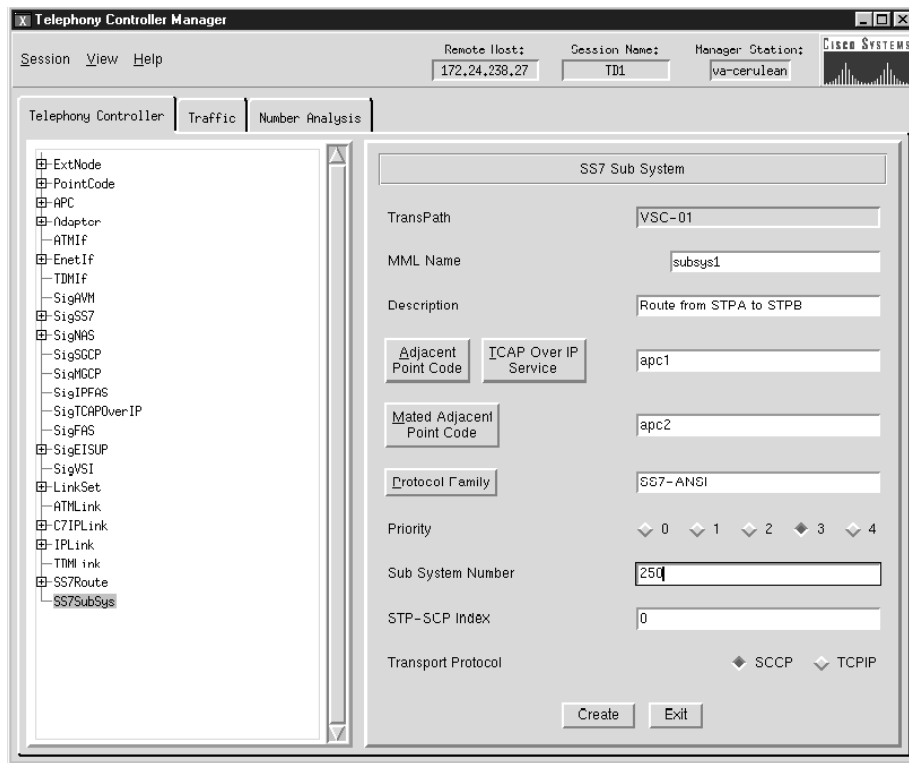 X Telephony Controller Manager
Session View Help
Remote Host:
172.24.238.27
Session Name:
TD1
Manager Station:
va-cerulean
CISCO SYSTEMS
Telephony Controller
Traffic
Number Analysis
ExtNode
PointCode
APC
Adaptor
ATMIf
EnetIf
TDMIf
SigAVM
SigSS7
SigNAS
SigSGCP
SigMGCP
SigIPFAS
SigTCAPOverIP
SigFAS
SigEISUP
SigVSI
LinkSet
ATMLink
C7IPLink
IPLink
TDMLink
SS7Route
SS7SubSys
SS7 Sub System
TransPath
VSC-01
MML Name
subsys1
Description
Route from STPA to STPB
Adjacent
Point Code
TCAP Over IP
Service
apc1
Mated Adjacent
Point Code
apc2
Protocol Family
SS7-ANSI
Priority
0 1 2 3 4
Sub System Number
250
STP-SCP Index
0
Transport Protocol
SCCP TCPIP
Create
Exit